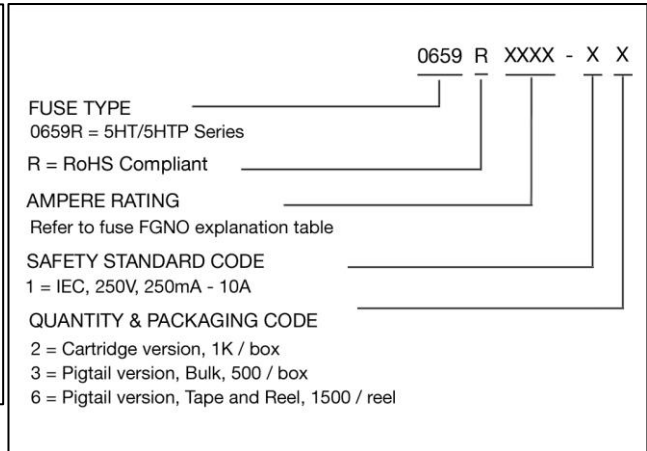 0659 R XXXX - X X
FUSE TYPE
0659R = 5HT/5HTP Series
R = RoHS Compliant
AMPERE RATING
Refer to fuse FGNO explanation table
SAFETY STANDARD CODE
1 = IEC, 250V, 250mA - 10A
QUANTITY & PACKAGING CODE
2 = Cartridge version, 1K / box
3 = Pigtail version, Bulk, 500 / box
6 = Pigtail version, Tape and Reel, 1500 / reel